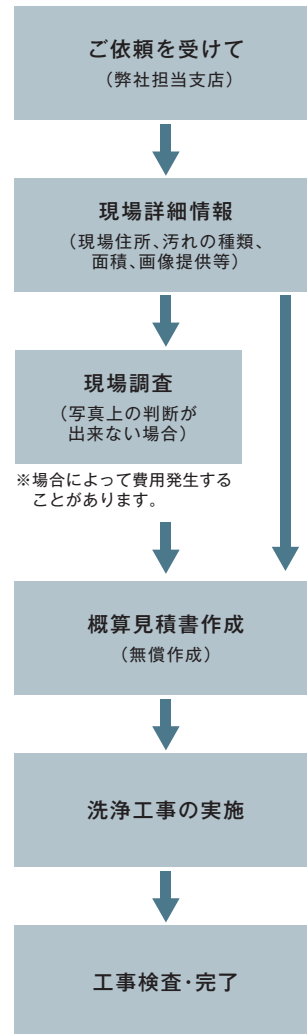 ご依頼を受けて
（弊社担当支店）
現場詳細情報
（現場住所、汚れの種類、
面積、画像提供等）
現場調査
（写真上の判断が
出来ない場合）
※場合によって費用発生する
ことがあります。
概算見積書作成
（無償作成）
洗浄工事の実施
工事検査・完了